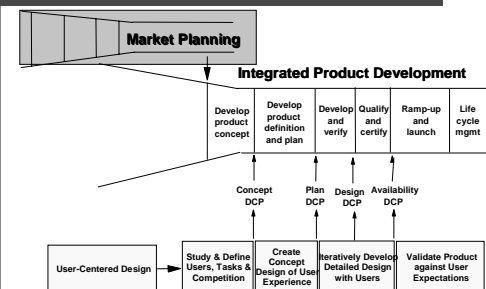 Market Planning
Integrated Product Development
Develop
product
concept
Develop
product
definition
and plan
Develop
and
verify
Qualify
and
certify
Ramp-up
and
launch
Life
cycle
mgmt
Concept
DCP
Plan
DCP
Design
DCP
Availability
DCP
User-Centered Design
Study & Define
Users, Tasks &
Competition
Create
Concept
Design of User
Experience
Iteratively Develop
Detailed Design
with Users
Validate Product
against User
Expectations